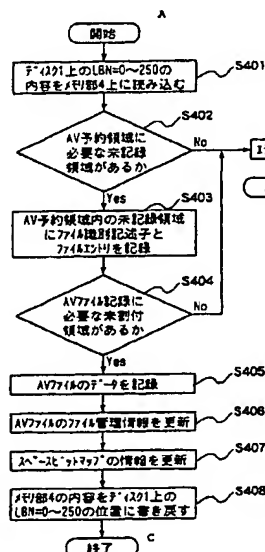 A
開始
ディスク1上のLBN=0~250の
内容をメモリ部4上に読み込む
S401
S402
AV予約領域に
必要な未記録
領域があるか
No
Yes
S403
AV予約領域内の未記録領域
にファイル識別記述子と
ファイルエントリを記録
S404
AVファイル記録に
必要な未割付
領域があるか
No
Yes
AVファイルのデータを記録
S405
AVファイルのファイル管理情報を更新
S406
スペースビットマップの情報を更新
S407
メモリ部4の内容をディスク1上の
LBN=0~250の位置に書き戻す
S408
C
終了